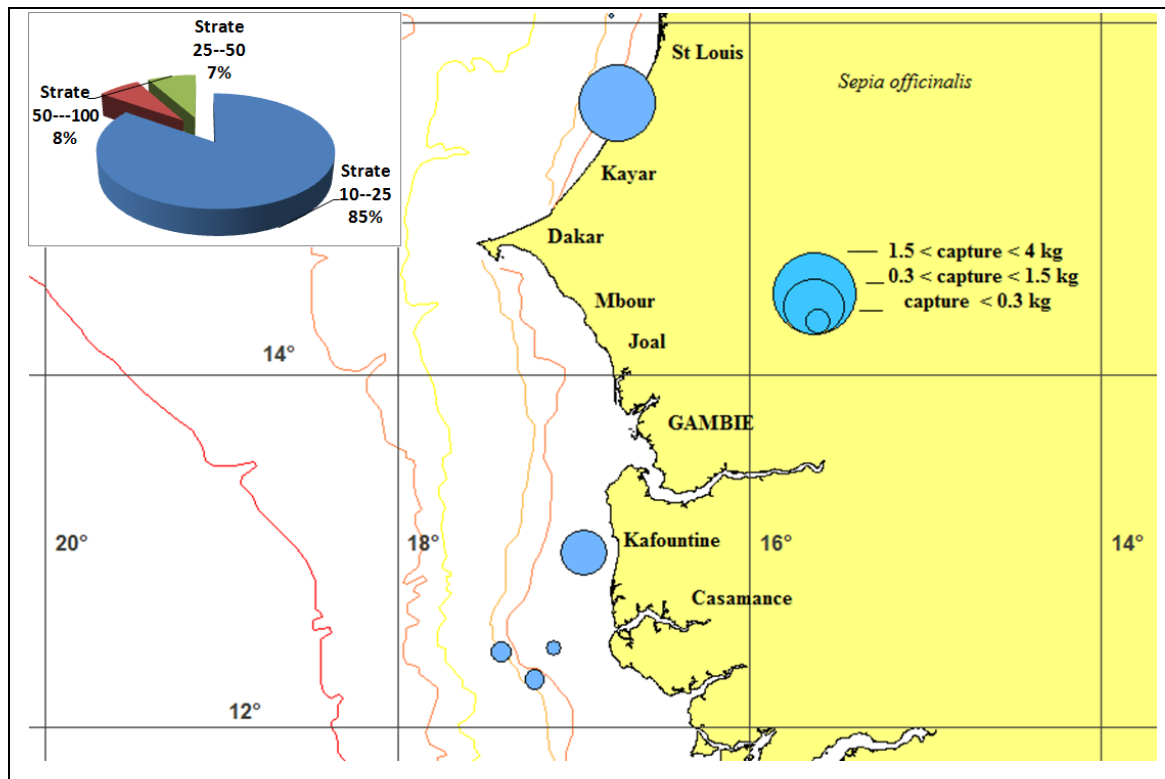 Strate
25--50
7%
Strate
50---100
8%
Strate
10--25
85%
St Louis
Sepia officinalis
Kayar
Dakar
1.5 < capture < 4 kg
0.3 < capture < 1.5 kg
capture < 0.3 kg
Mbour
Joal
14°
GAMBIE
20°
18°
Kafountine
16°
14°
Casamance
12°